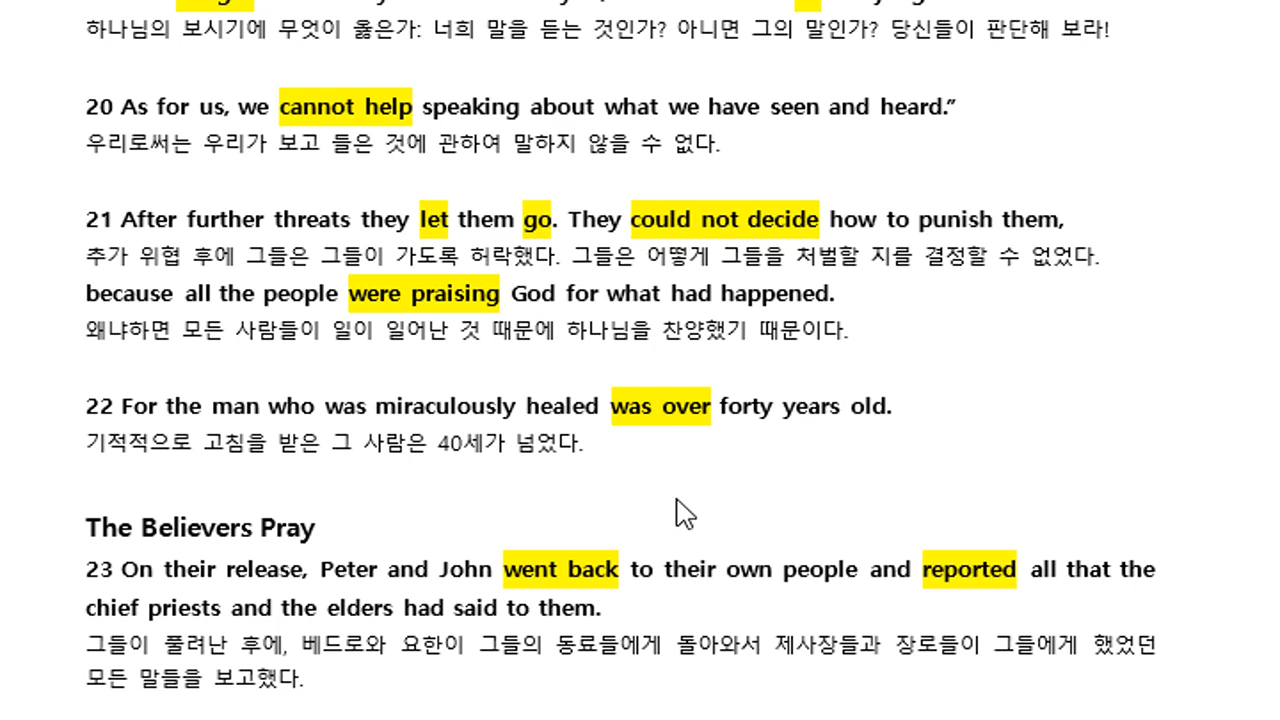 하나님의 보시기에 무엇이 옳은가: 너희 말을 듣는 것인가? 아니면 그의 말인가? 당신들이 판단해 보라!
20 As for us, we cannot help speaking about what we have seen and heard.”
우리로써는 우리가 보고 들은 것에 관하여 말하지 않을 수 없다.
21 After further threats they let them go. They could not decide how to punish them,
추가 위협 후에 그들은 그들이 가도록 허락했다. 그들은 어떻게 그들을 처벌할 지를 결정할 수 없었다.
because all the people were praising God for what had happened.
왜냐하면 모든 사람들이 일이 일어난 것 때문에 하나님을 찬양했기 때문이다.
22 For the man who was miraculously healed was over forty years old.
기적적으로 고침을 받은 그 사람은 40세가 넘었다.
The Believers Pray
23 On their release, Peter and John went back to their own people and reported all that the
chief priests and the elders had said to them.
그들이 풀려난 후에, 베드로와 요한이 그들의 동료들에게 돌아와서 제사장들과 장로들이 그들에게 했었던
모든 말들을 보고했다.